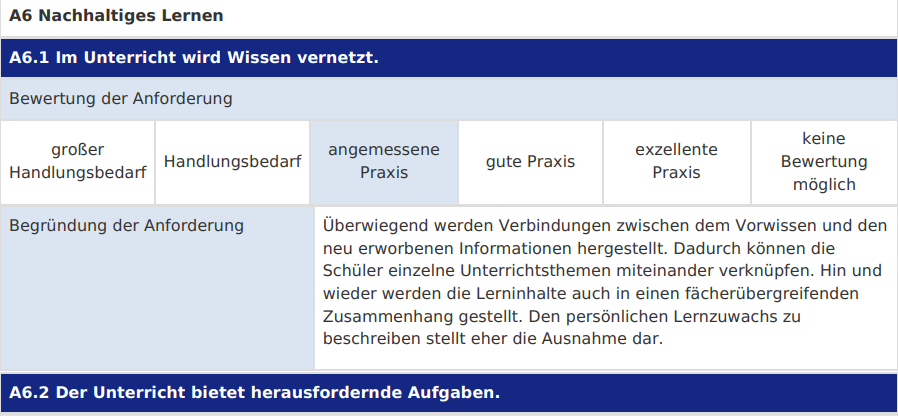 A6 Nachhaltiges Lernen
A6.1 Im Unterricht wird Wissen vernetzt.
Bewertung der Anforderung
großer
Handlungsbedarf
Handlungsbedarf
angemessene
Praxis
gute Praxis
exzellente
Praxis
keine
Bewertung
möglich
Begründung der Anforderung
Überwiegend werden Verbindungen zwischen dem Vorwissen und den
neu erworbenen Informationen hergestellt. Dadurch können die
Schüler einzelne Unterrichtsthemen miteinander verknüpfen. Hin und
wieder werden die Lerninhalte auch in einen fächerübergreifenden
Zusammenhang gestellt. Den persönlichen Lernzuwachs zu
beschreiben stellt eher die Ausnahme dar.
A6.2 Der Unterricht bietet herausfordernde Aufgaben.